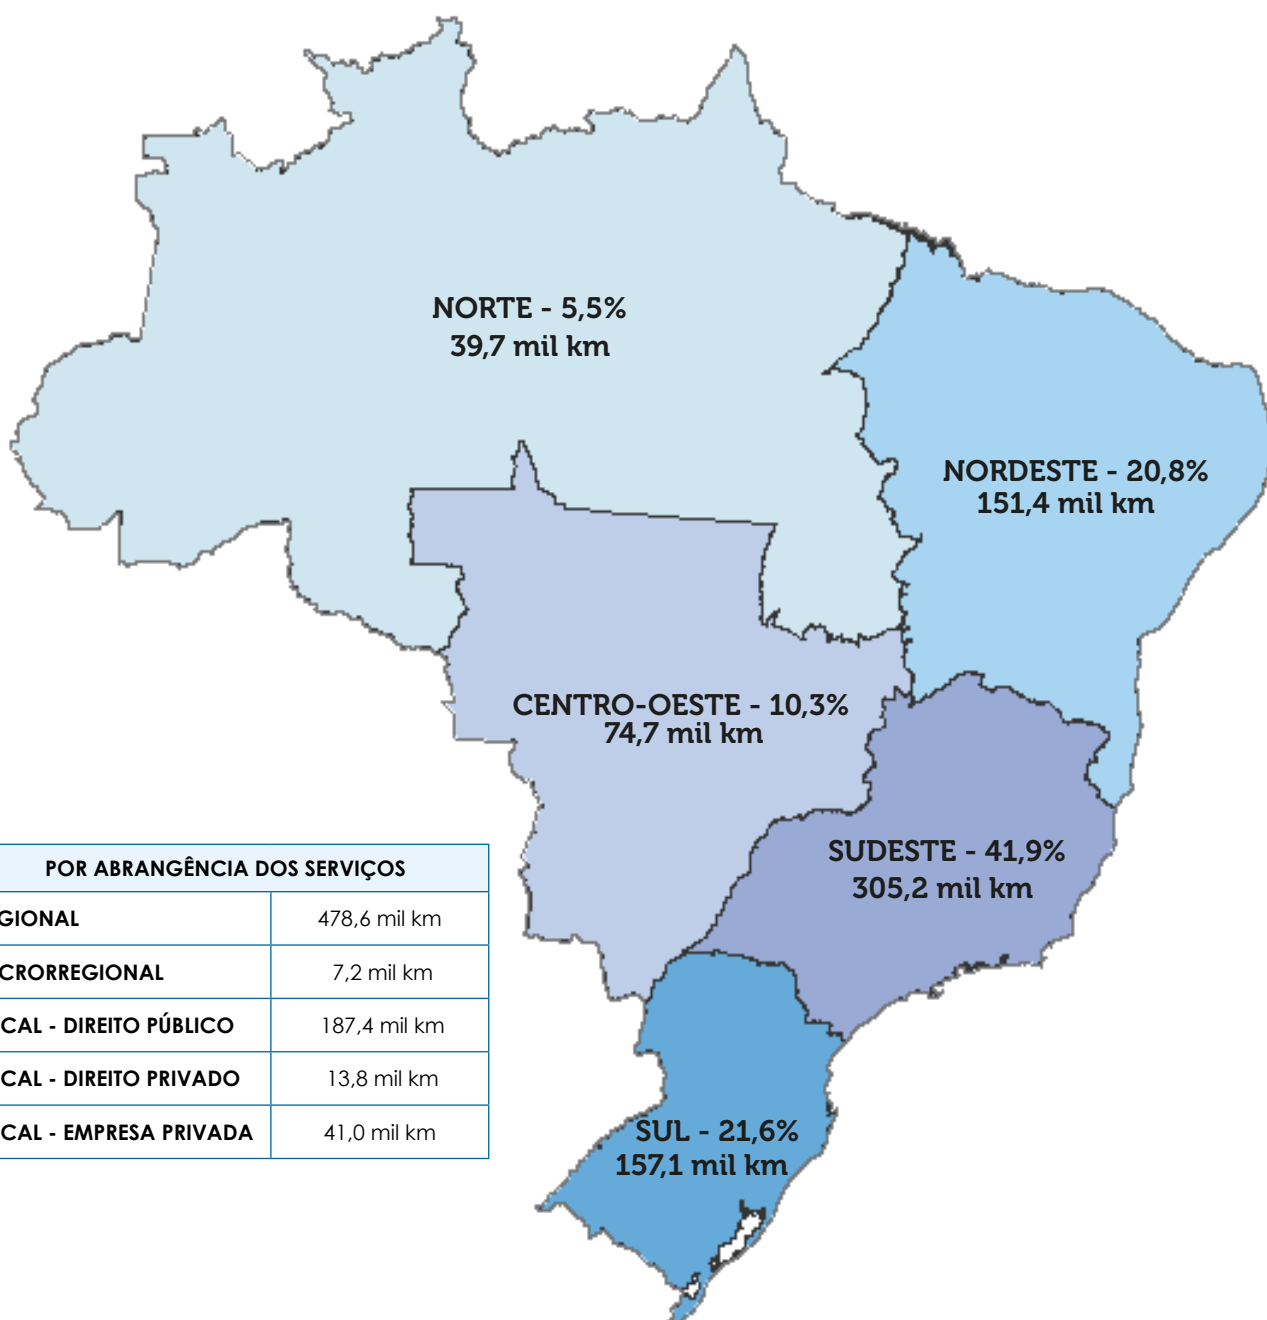 NORTE - 5,5%
39,7 mil km
NORDESTE - 20,8%
151,4 mil km
CENTRO-OESTE - 10,3%
74,7 mil km
SUDESTE - 41,9%
305,2 mil km
POR ABRANGÊNCIA DOS SERVIÇOS
GIONAL 478,6 mil km
CRORREGIONAL 7,2 mil km
CAL - DIREITO PÚBLICO 187,4 mil km
CAL - DIREITO PRIVADO 13,8 mil km
CAL - EMPRESA PRIVADA 41,0 mil km
SUL - 21,6%
157,1 mil km